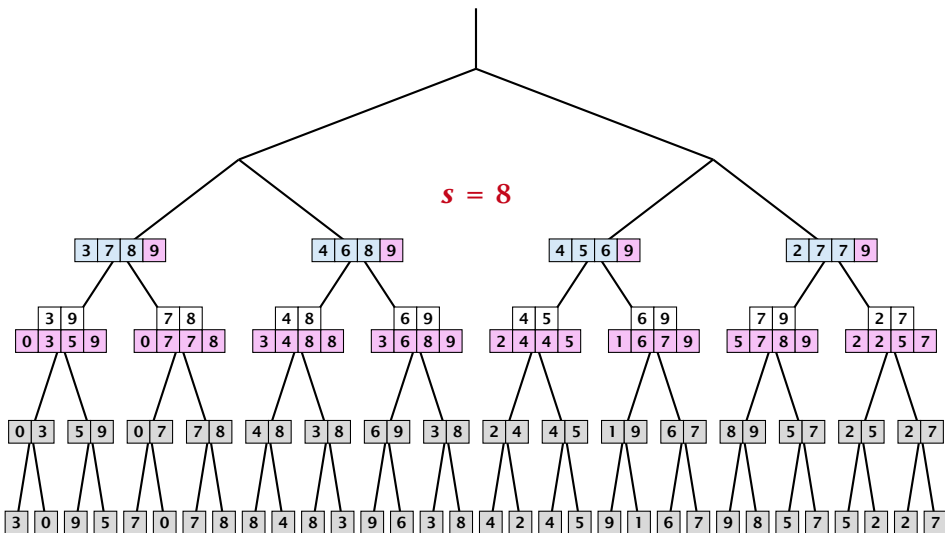 s = 8
3 7 8 9 4 6 8 9 4 5 6 9 2 7 7 9
3 9 7 8 4 8 6 9 4 5 6 9 7 9 2 7
0 3 5 9 0 7 7 8 3 4 8 8 3 6 8 9 2 4 4 5 1 6 7 9 5 7 8 9 2 2 5 7
0 3 5 9 0 7 7 8 4 8 3 8 6 9 3 8 2 4 4 5 1 9 6 7 8 9 5 7 2 5 2 7
3 0 9 5 7 0 7 8 8 4 8 3 9 6 3 8 4 2 4 5 9 1 6 7 9 8 5 7 5 2 2 7